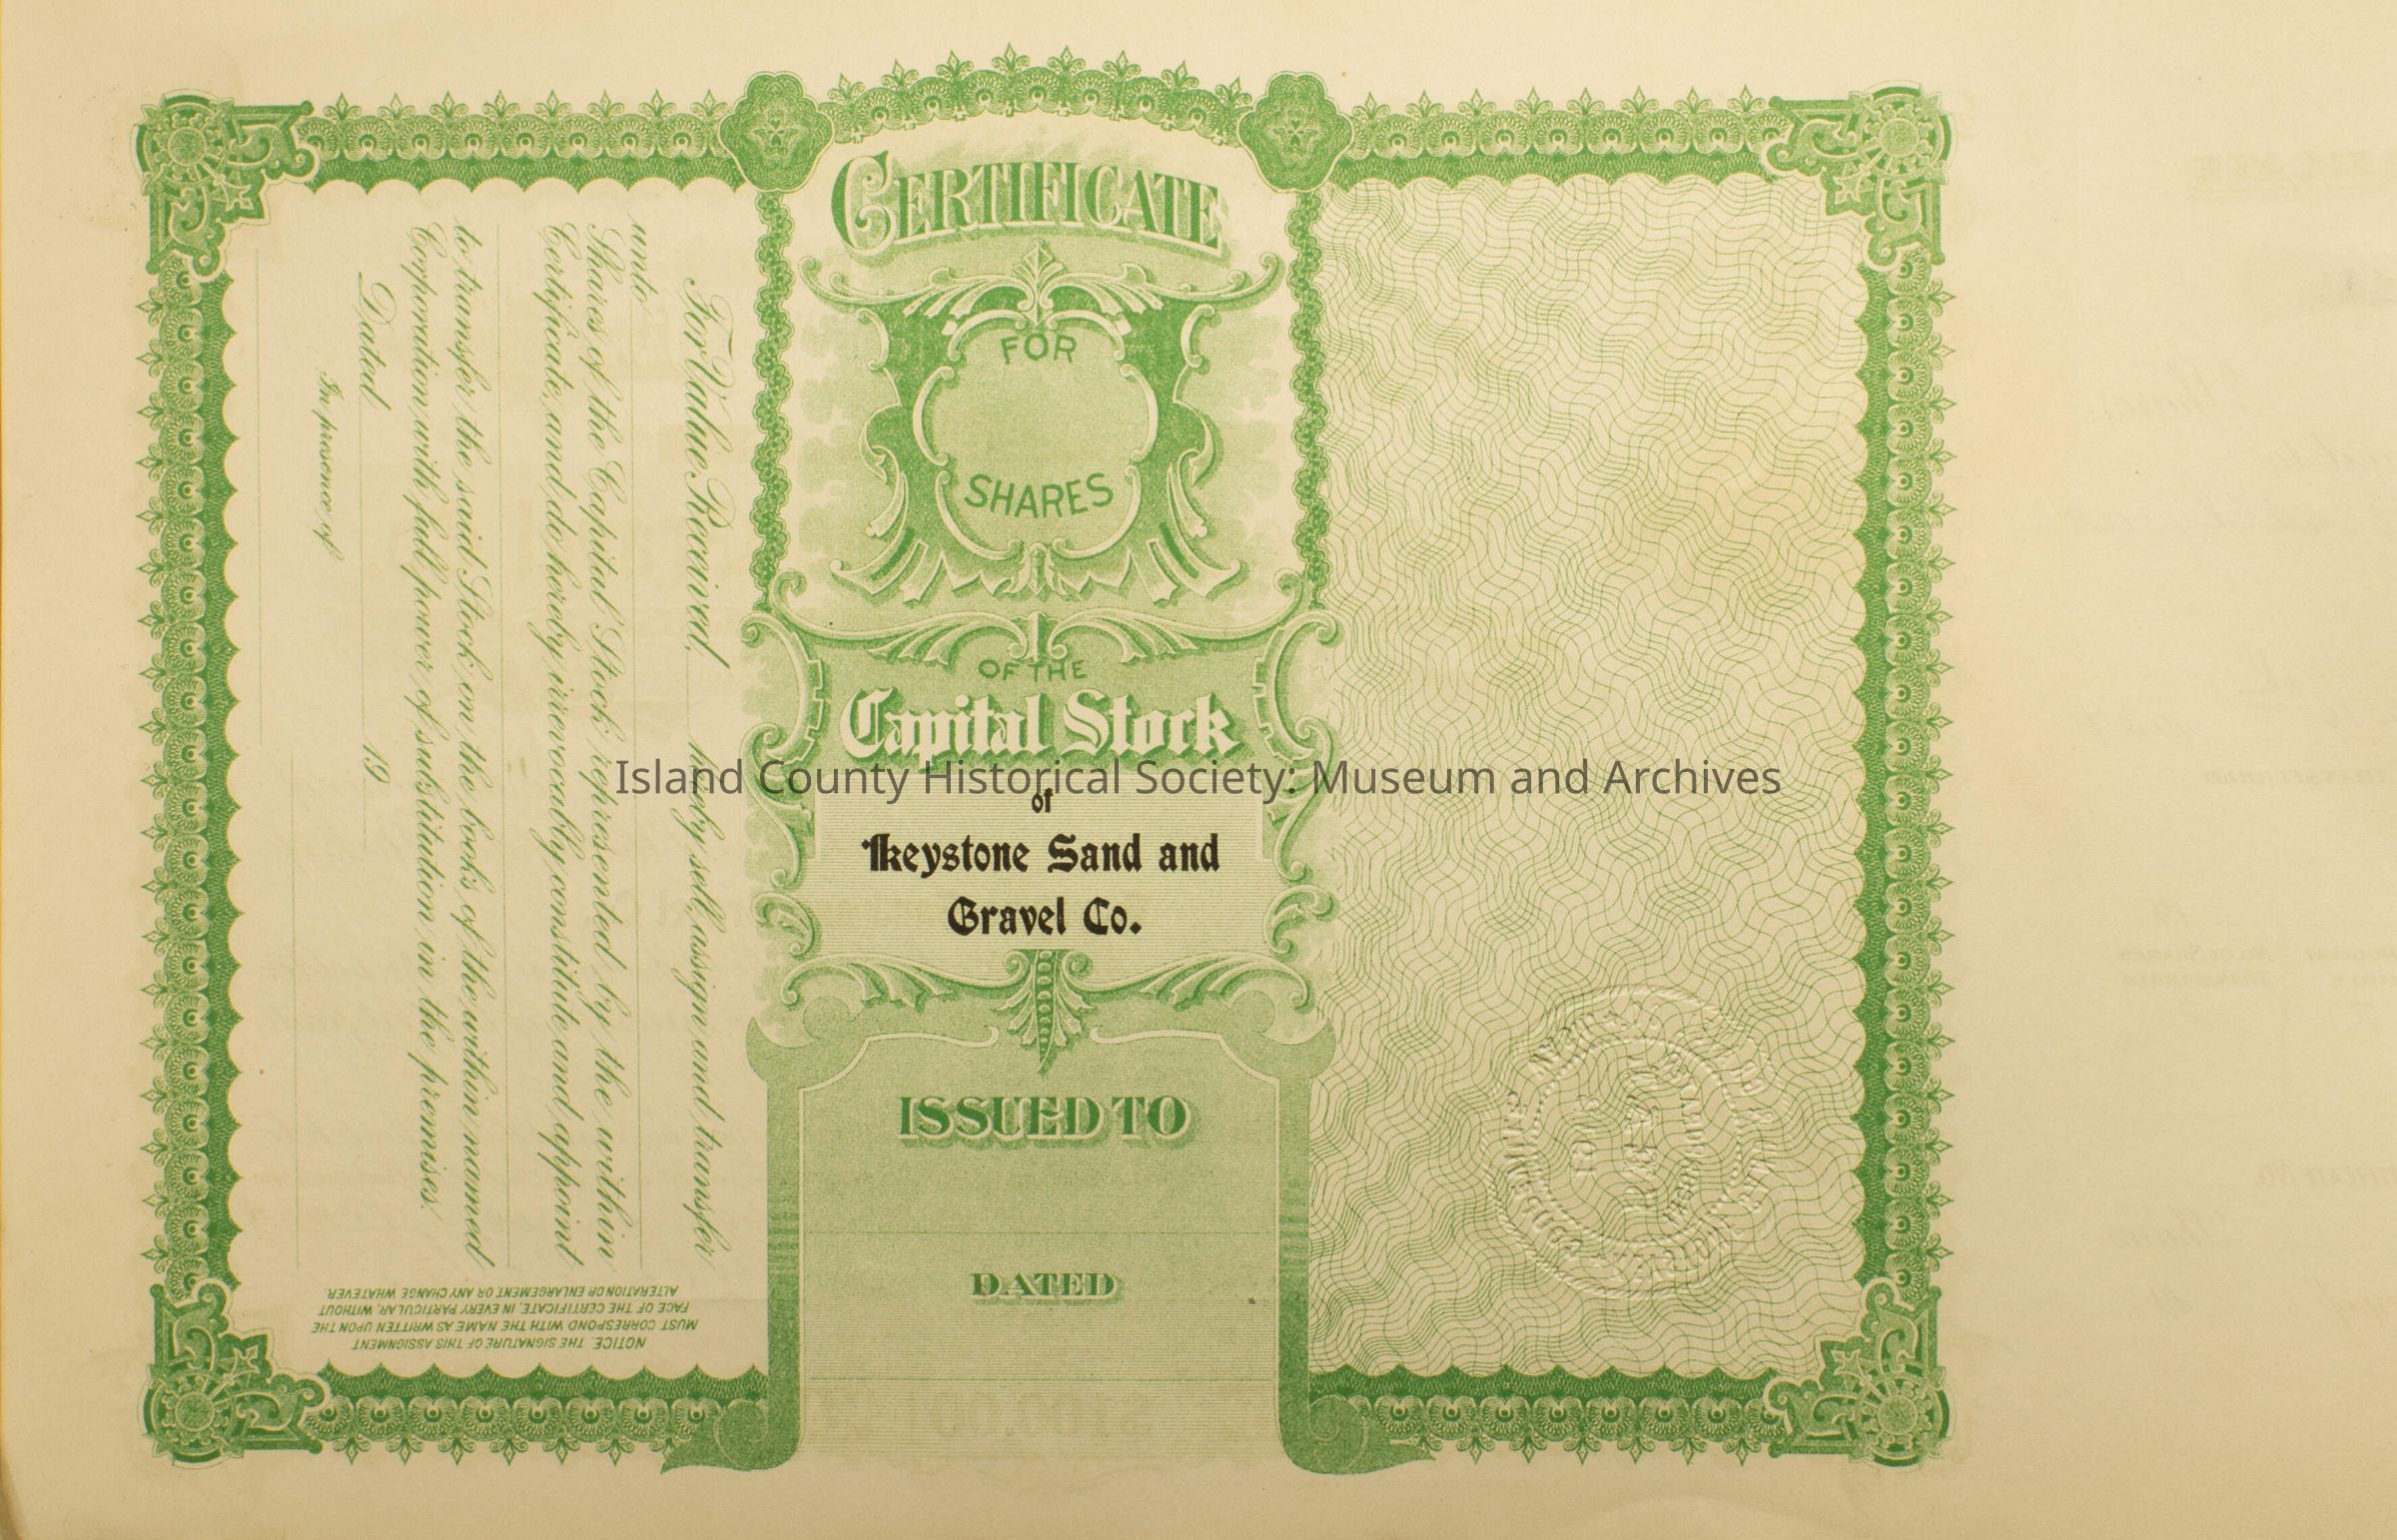 CERTIFICATE
FOR
SHARES
OF THE
Capital Stock
of
Keystone Sand and
Gravel Co.
ISSUED TO
DATED
For Value Received, hereby sell, assign and transfer
unto
Shares of the Capital Stock represented by the within
Certificate, and do hereby irrevocably constitute and appoint
to transfer the said Stock on the books of the within named
Corporation with full power of substitution in the premises.
Dated 19
In presence of
NOTICE. THE SIGNATURE OF THIS ASSIGNMENT
MUST CORRESPOND WITH THE NAME AS WRITTEN UPON THE
FACE OF THE CERTIFICATE, IN EVERY PARTICULAR, WITHOUT
ALTERATION OR ENLARGEMENT, OR ANY CHANGE WHATEVER.
Island County Historical Society: Museum and Archives